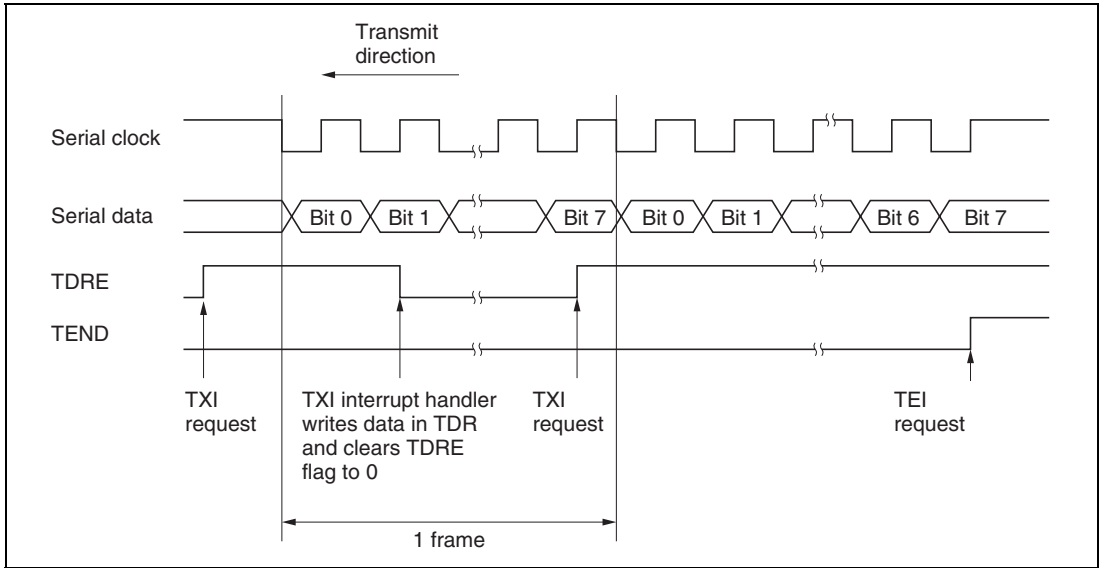 Transmit
direction
Serial clock
Serial data
Bit 0
Bit 1
Bit 7
Bit 0
Bit 1
Bit 6
Bit 7
TDRE
TEND
TXI
request
TXI interrupt handler
writes data in TDR
and clears TDRE
flag to 0
TXI
request
TEI
request
1 frame